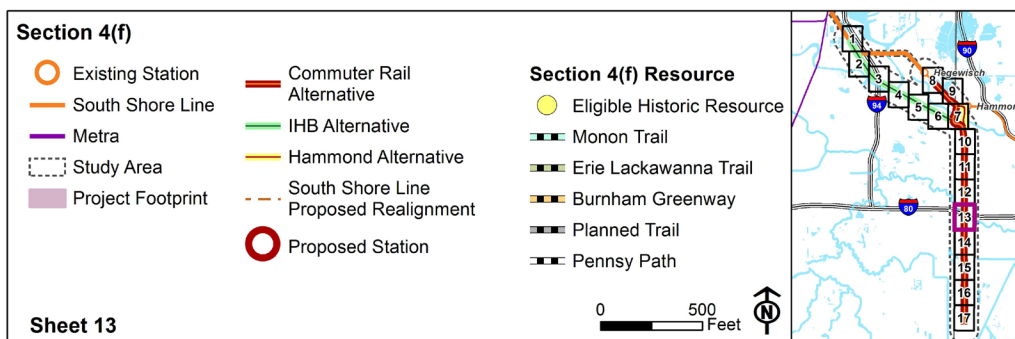 Section 4(f)
Existing Station
South Shore Line
Metra
Study Area
Project Footprint
Commuter Rail
Alternative
IHB Alternative
Hammond Alternative
South Shore Line
Proposed Realignment
Proposed Station
Section 4(f) Resource
Eligible Historic Resource
Monon Trail
Erie Lackawanna Trail
Burnham Greenway
Planned Trail
Pennsy Path
Sheet 13
0 500
Feet
N
1
2
3
4
5
6
7
8
9
10
11
12
13
14
15
16
17
90
94
80
Hegewisch
Hammon